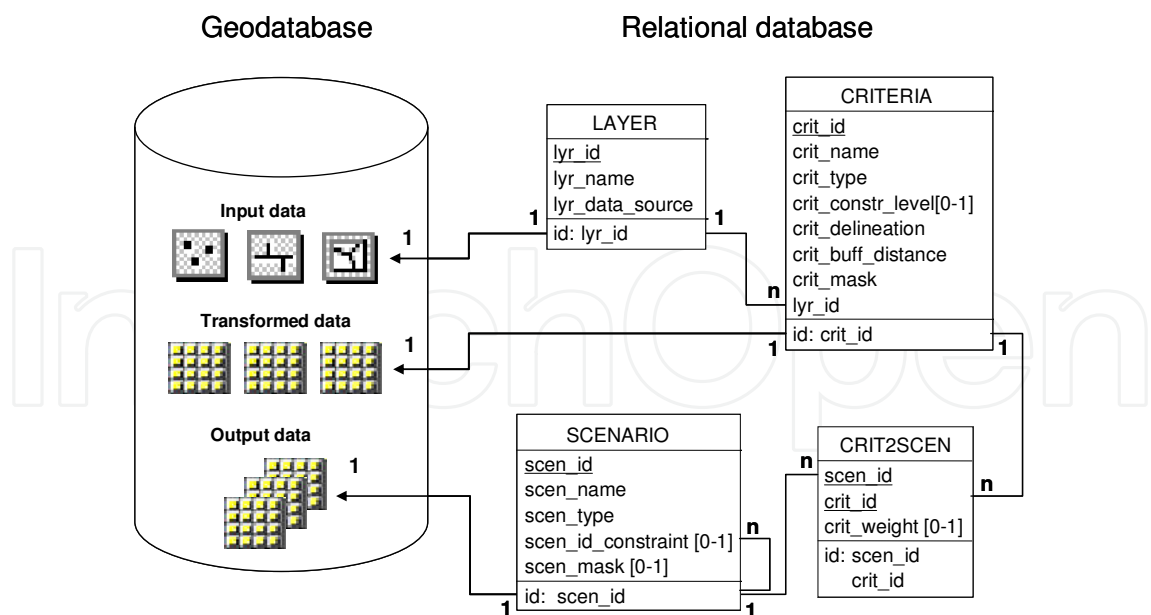 Geodatabase
Relational database
Input data
1
Transformed data
1
Output data
1
LAYER
lyr_id
lyr_name
lyr_data_source
id: lyr_id
1
1
CRITERIA
crit_id
crit_name
crit_type
crit_constr_level[0-1]
crit_delineation
crit_buff_distance
crit_mask
lyr_id
id: crit_id
n
1
1
SCENARIO
scen_id
scen_name
scen_type
scen_id_constraint [0-1]
scen_mask [0-1]
id: scen_id
n
1
1
CRIT2SCEN
scen_id
crit_id
crit_weight [0-1]
id: scen_id
crit_id
n
n
InTechOpen